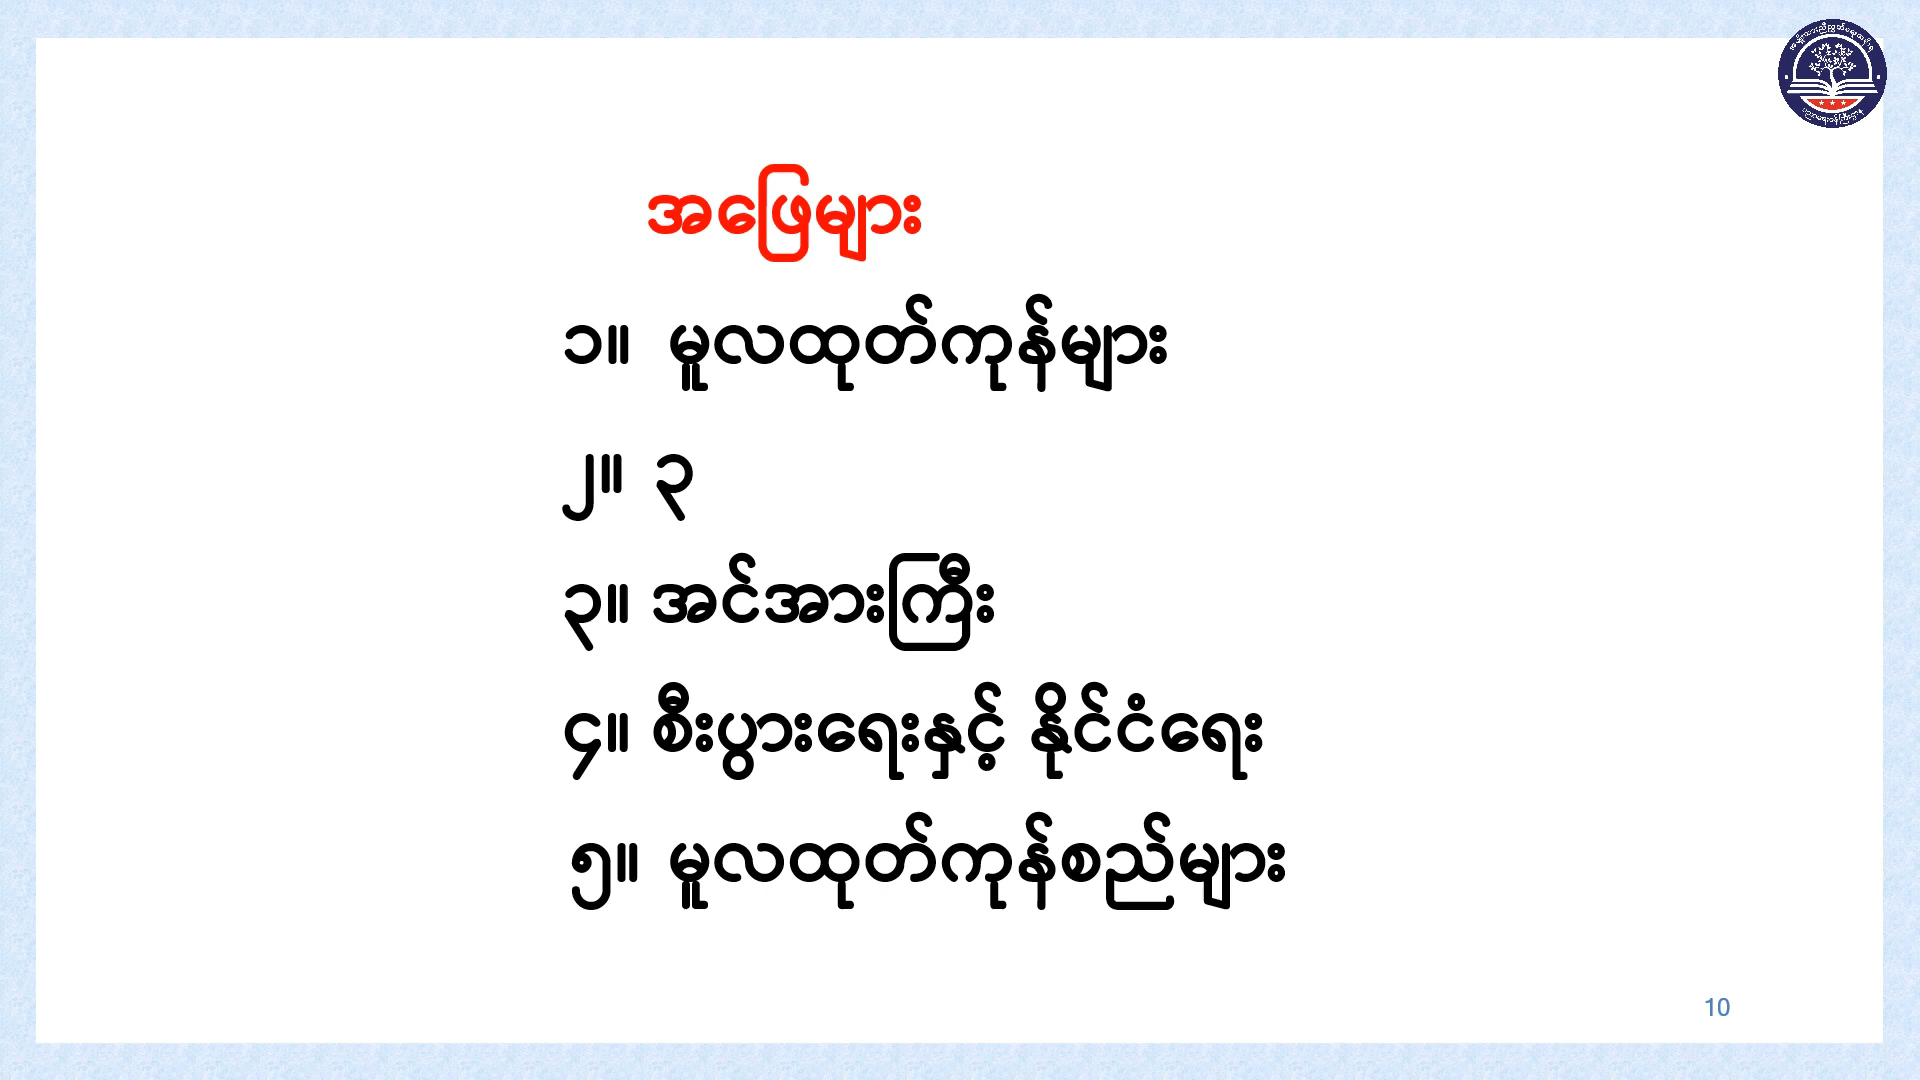 အဖြေများ
၁။ မူလထုတ်ကုန်များ
၂။ ၃
၃။ အင်အားကြီး
၄။ စီးပွားရေးနှင့် နိုင်ငံရေး
၅။ မူလထုတ်ကုန်စည်များ
10